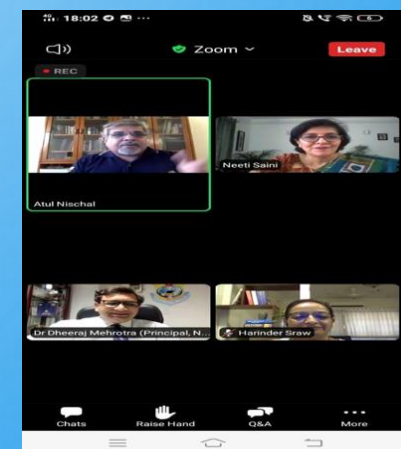 18:02
Zoom
Leave
REC
Neeti Saini
Atul Nischal
Dr Dheeraj Mehrotra (Principal, N...
Harinder Sraw
Chats
Raise Hand
Q&A
More